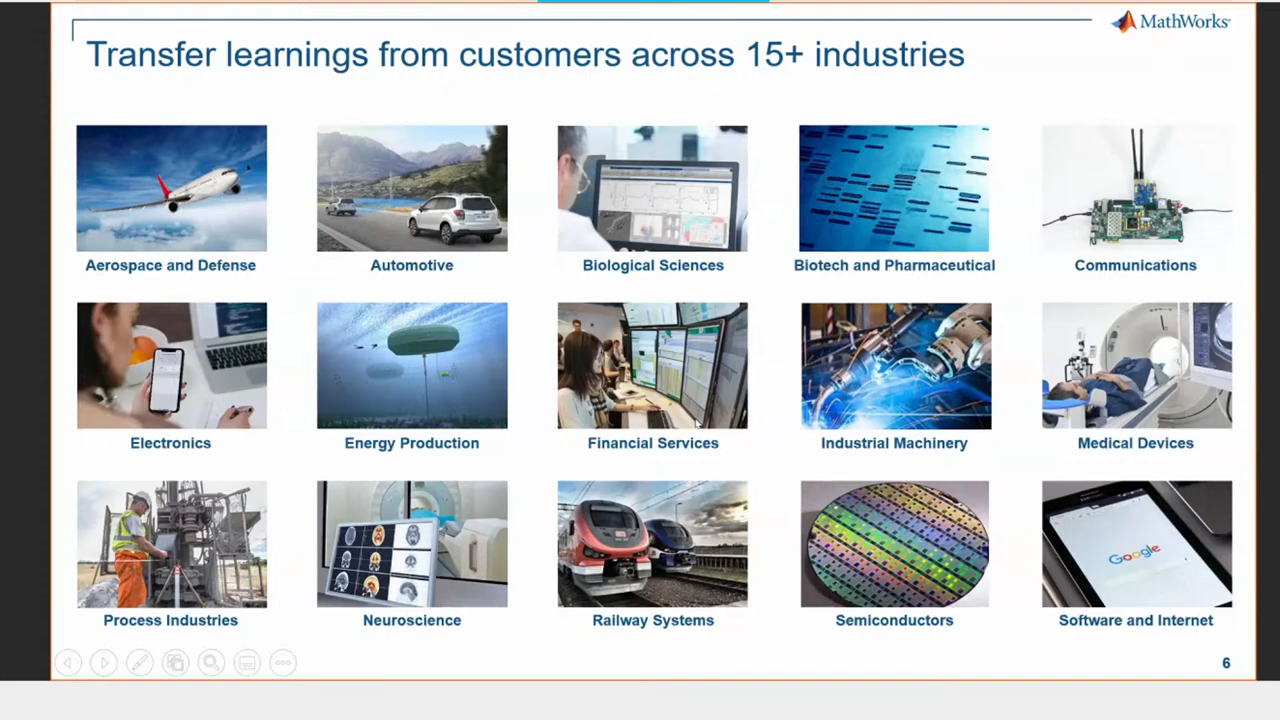 MathWorks
Transfer learnings from customers across 15+ industries
Aerospace and Defense
Automotive
Biological Sciences
Biotech and Pharmaceutical
Communications
Electronics
Energy Production
Financial Services
Industrial Machinery
Medical Devices
Google
Process Industries
Neuroscience
Railway Systems
Semiconductors
Software and Internet
6